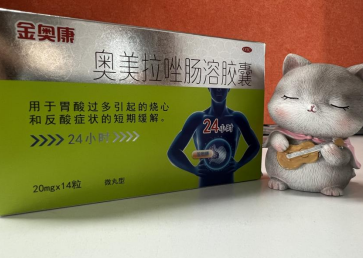 金奥康
奥美拉唑肠溶胶囊
用于胃酸过多引起的烧心
和反酸症状的短期缓解。
>>>> 24小时 >>>>
24小时
20mg×14粒
微丸型